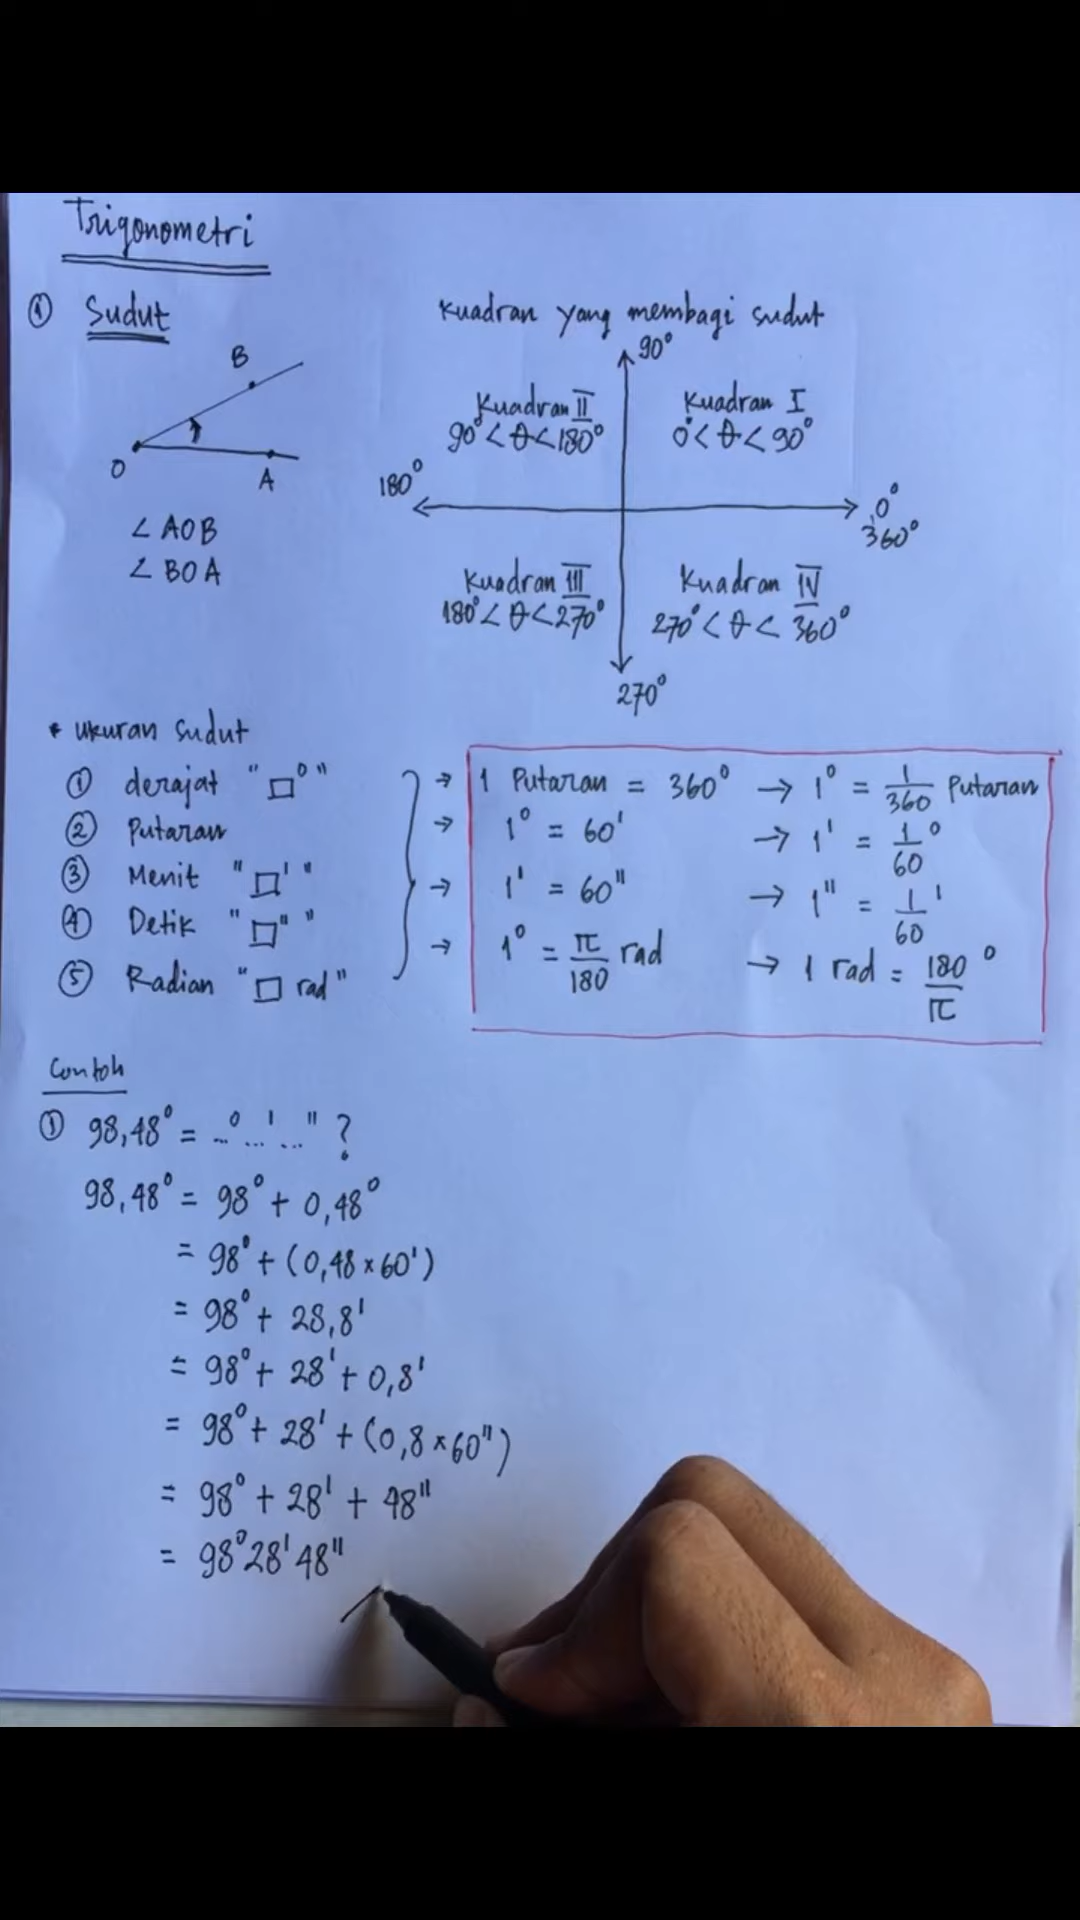 Trigonometri
① Sudut
B
O
A
∠ AOB
∠ BOA
Kuadran yang membagi sudut
90°
Kuadran II
90° < θ < 180°
Kuadran I
0° < θ < 90°
180°
0°
360°
Kuadran III
180° < θ < 270°
Kuadran IV
270° < θ < 360°
270°
* Ukuran Sudut
① derajat "□°"
② Putaran
③ Menit "□'"
④ Detik "□""
⑤ Radian "□ rad"
→ 1 Putaran = 360° → 1° = 1/360 Putaran
→ 1° = 60' → 1' = 1/60°
→ 1' = 60" → 1" = 1/60'
→ 1° = π/180 rad → 1 rad = 180/π°
Contoh
① 98,48° = ...°...'..." ?
98,48° = 98° + 0,48°
= 98° + (0,48 × 60')
= 98° + 28,8'
= 98° + 28' + 0,8'
= 98° + 28' + (0,8 × 60")
= 98° + 28' + 48"
= 98°28'48"